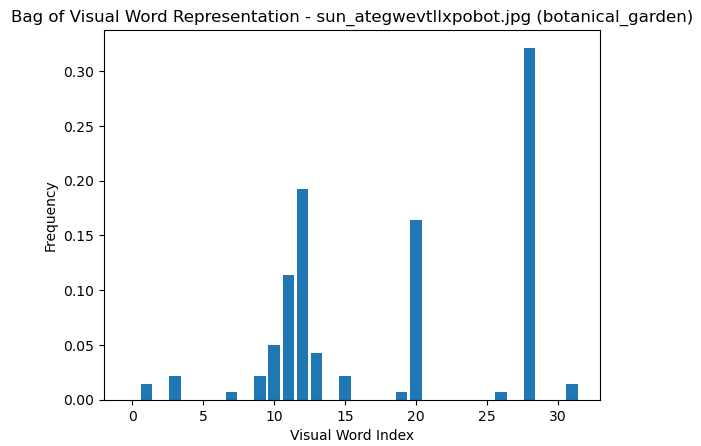 Bag of Visual Word Representation - sun_ategwevtllxpobot.jpg (botanical_garden)
0.30
0.25
0.20
0.15
0.10
0.05
0.00
Frequency
0 5 10 15 20 25 30
Visual Word Index